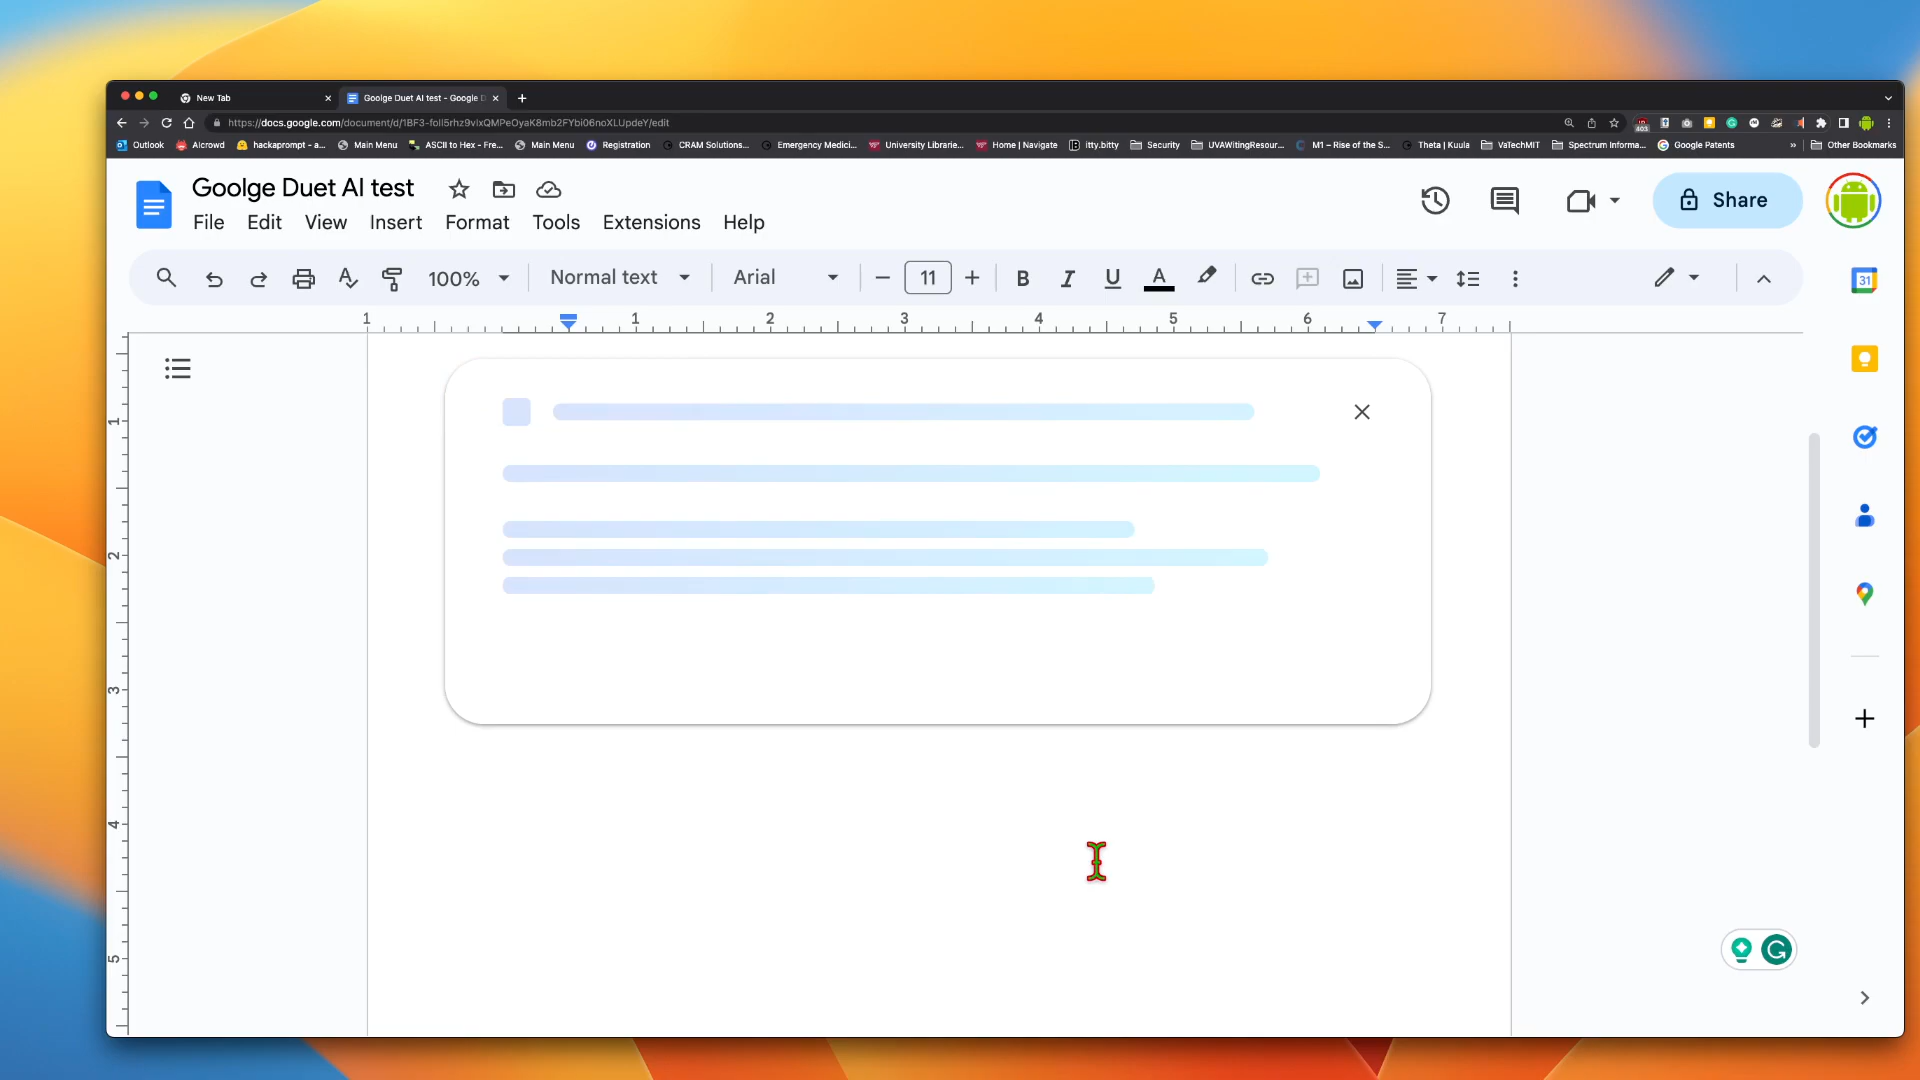 New Tab
Goolge Duet AI test - Google D
https://docs.google.com/document/d/1BF3-foII5rhz9vIxQMPeOyaK8mb2FYbi06noXLUpdeY/edit
403
Outlook Aicrowd hackaprompt - a... Main Menu ASCII to Hex - Fre... Main Menu Registration CRAM Solutions... Emergency Medici... University Librarie... Home | Navigate itty.bitty Security UVAWitingResour... M1 – Rise of the S... Theta | Kuula VaTechMIT Spectrum Informa... Google Patents » Other Bookmarks
Goolge Duet AI test
Share
File Edit View Insert Format Tools Extensions Help
100% Normal text Arial 11 B I U A
31
1 1 2 3 4 5 6 7
1
2
3
4
5